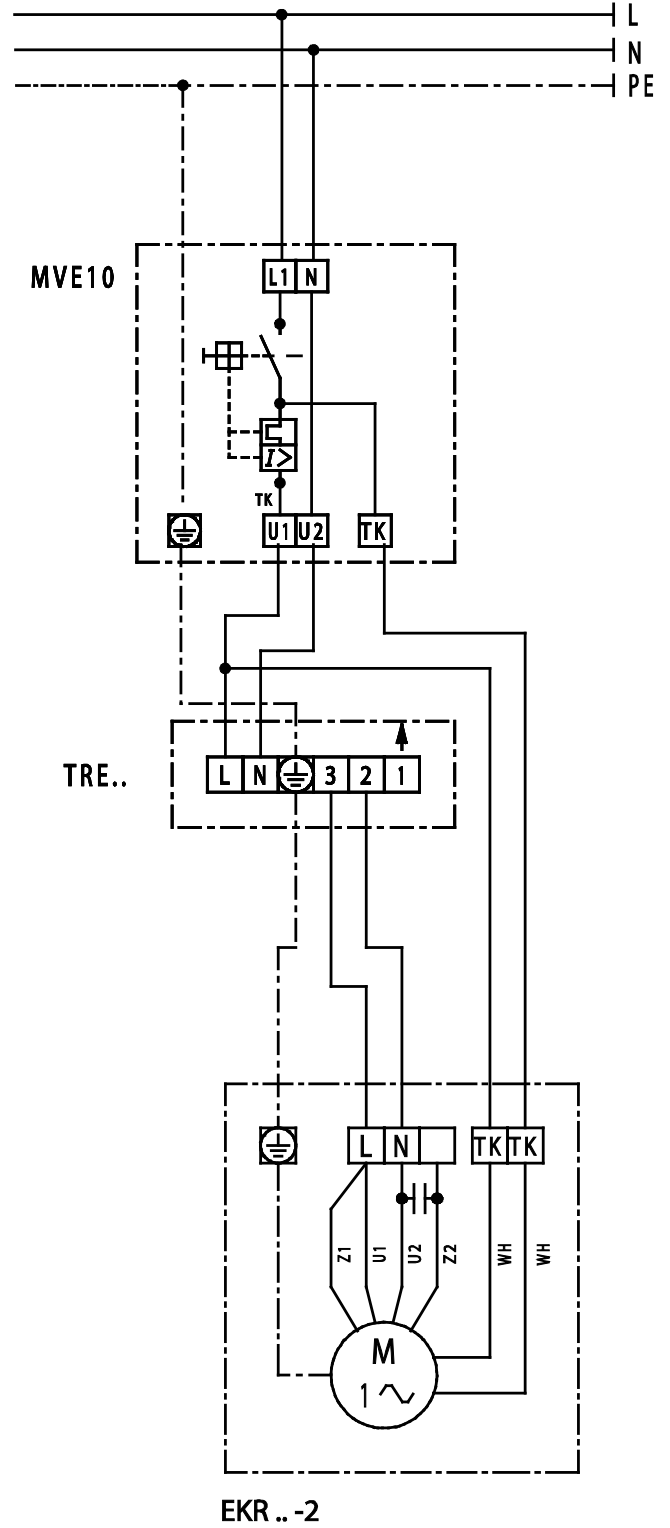 L
N
PE
MVE10
L1 N
I>
TK
U1 U2 TK
TRE..
L N 3 2 1
L N TK TK
Z1 U1 U2 Z2 WH WH
M
1
EKR .. -2